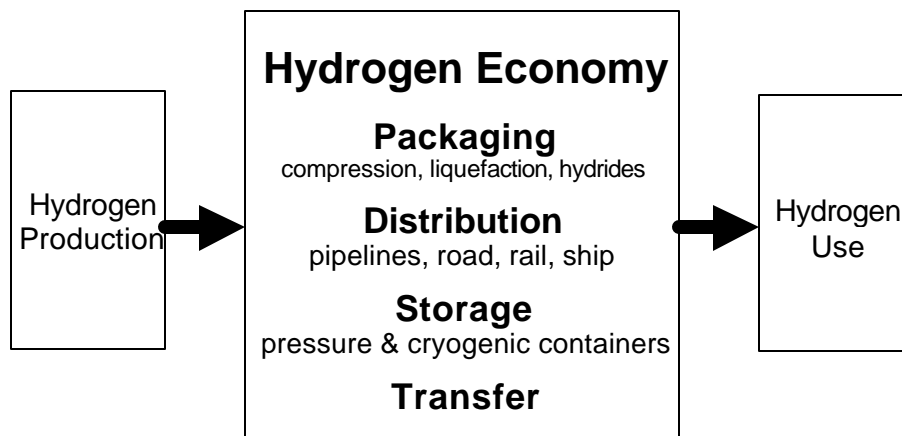 Hydrogen Economy
Packaging
compression, liquefaction, hydrides
Hydrogen
Production
Distribution
pipelines, road, rail, ship
Hydrogen
Use
Storage
pressure & cryogenic containers
Transfer